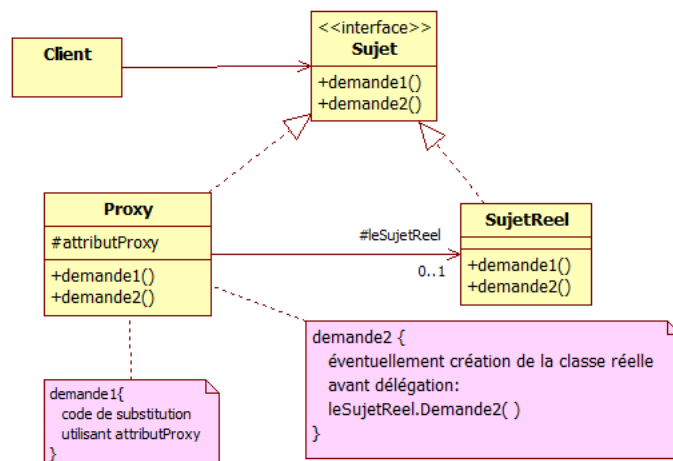 <<interface>>
Sujet
+demande1()
+demande2()
Client
Proxy
#attributProxy
+demande1()
+demande2()
#leSujetReel
0..1
SujetReel
+demande1()
+demande2()
demande1{
code de substitution
utilisant attributProxy
}
demande2 {
éventuellement création de la classe réelle
avant délégation:
leSujetReel.Demande2( )
}